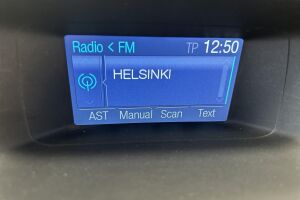 Radio < FM TP 12:50
HELSINKI
AST Manual Scan Text